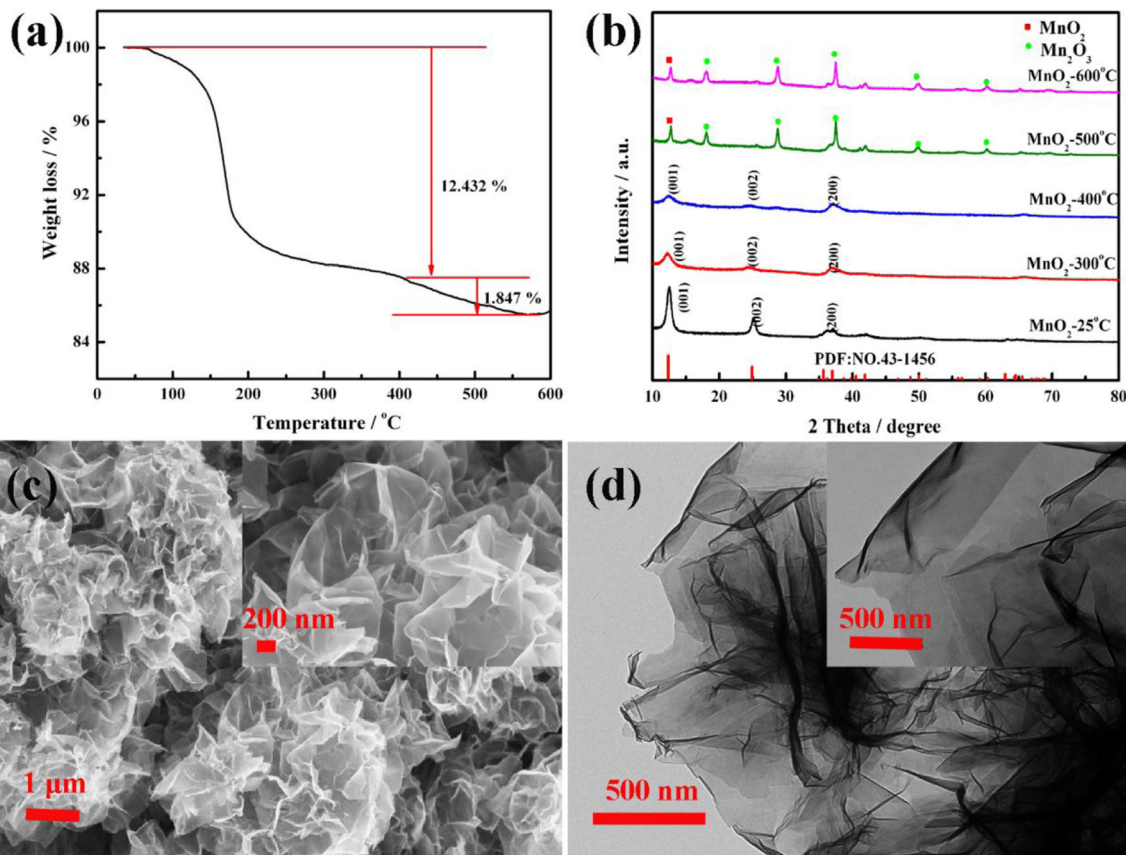 (a)
100
96
92
88
84
Weight loss / %
12.432 %
1.847 %
0 100 200 300 400 500 600
Temperature / °C
(b)
MnO2
Mn2O3
MnO2-600°C
MnO2-500°C
(001) (002) (200)
MnO2-400°C
(001) (002) (200)
MnO2-300°C
(001) (002) (200)
MnO2-25°C
PDF:NO.43-1456
Intensity / a.u.
10 20 30 40 50 60 70 80
2 Theta / degree
(c)
200 nm
1 μm
(d)
500 nm
500 nm